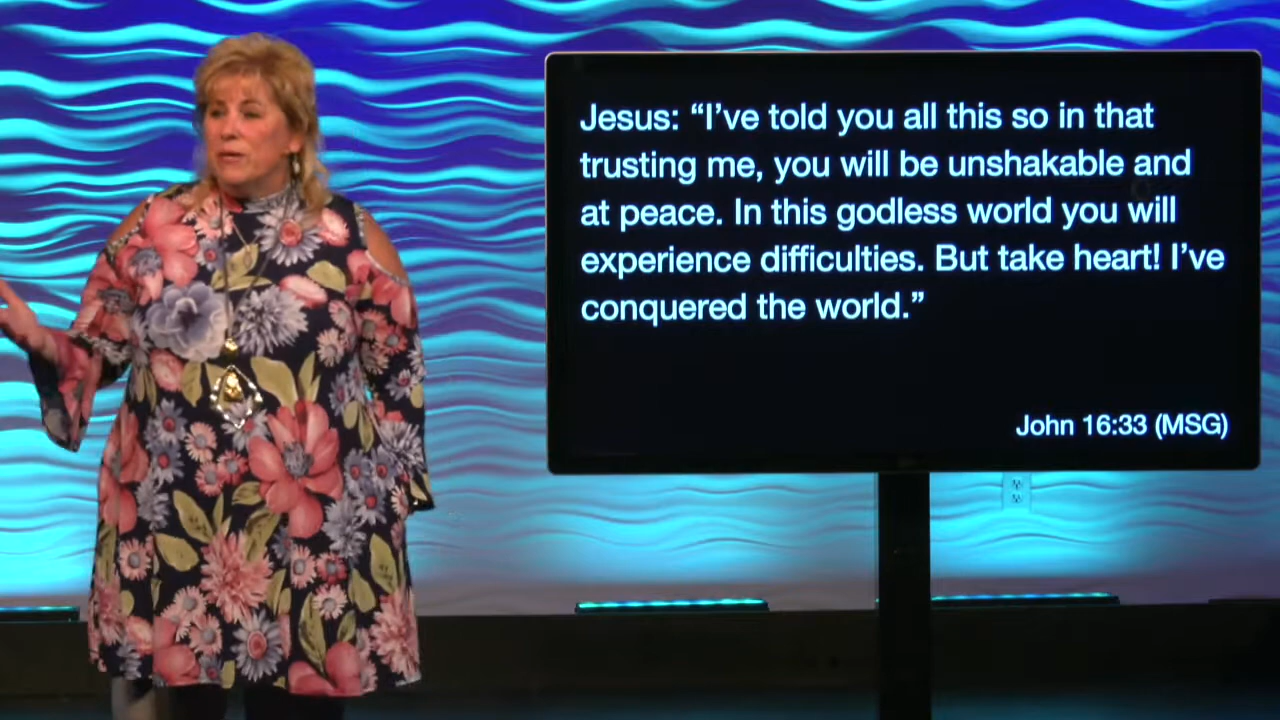 Jesus: “I’ve told you all this so in that
trusting me, you will be unshakable and
at peace. In this godless world you will
experience difficulties. But take heart! I’ve
conquered the world.”
John 16:33 (MSG)